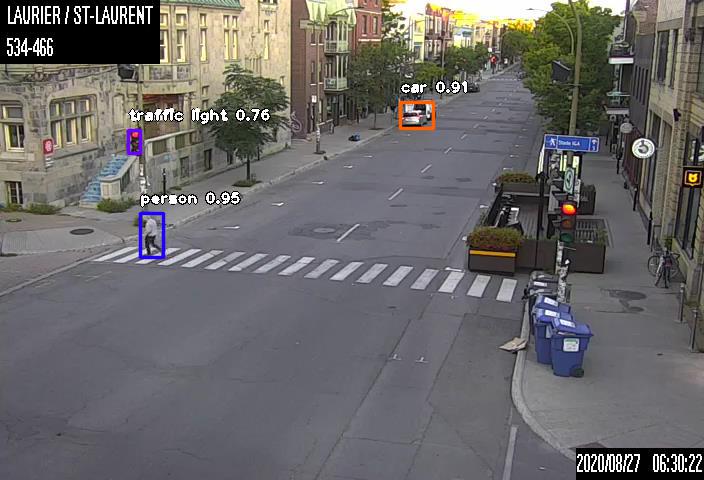 LAURIER / ST-LAURENT
534-466
car 0.91
traffic light 0.76
person 0.95
Stade IGA
2020/08/27 06:30:22